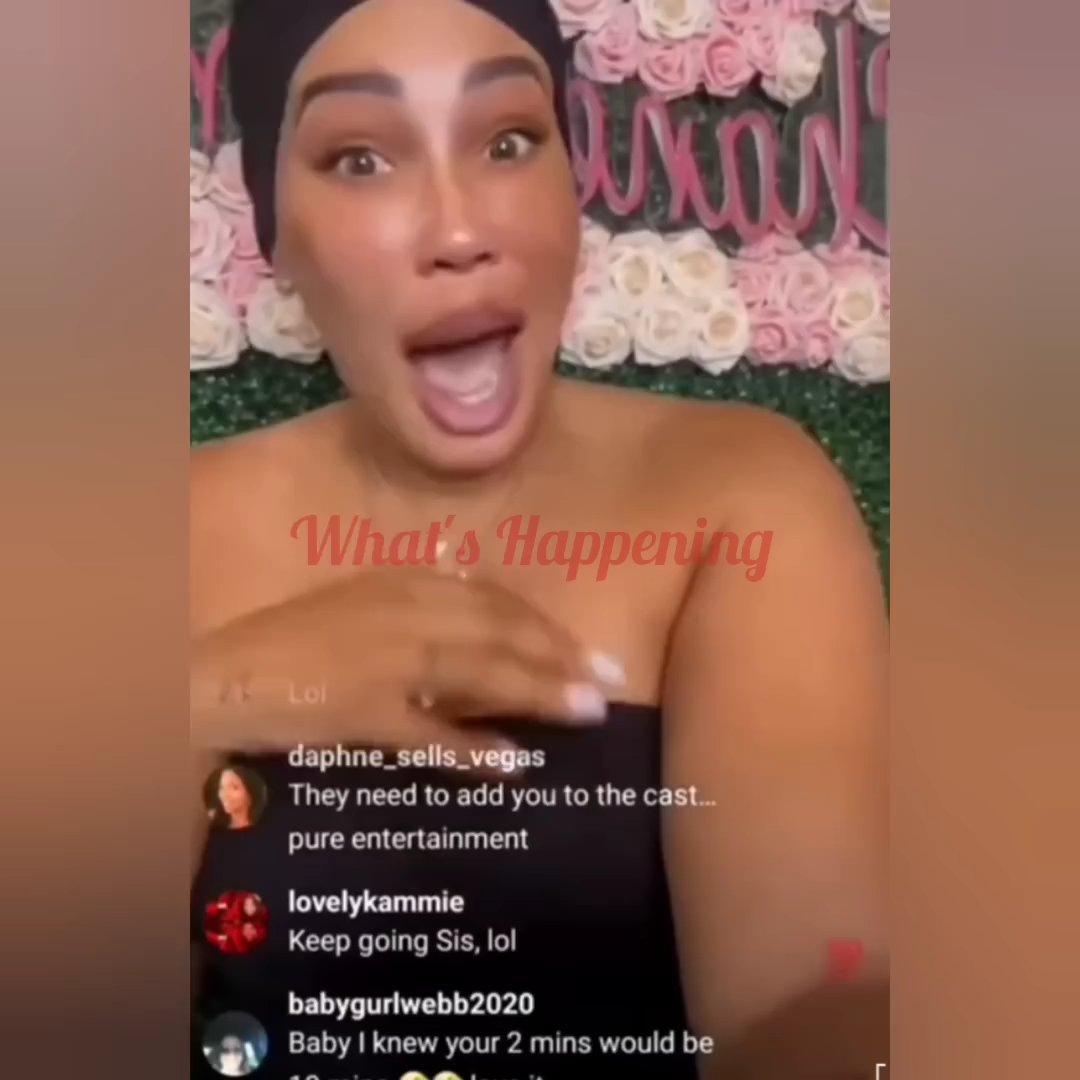 What's Happening
Lol
daphne_sells_vegas
They need to add you to the cast...
pure entertainment
lovelykammie
Keep going Sis, lol
babygurlwebb2020
Baby I knew your 2 mins would be